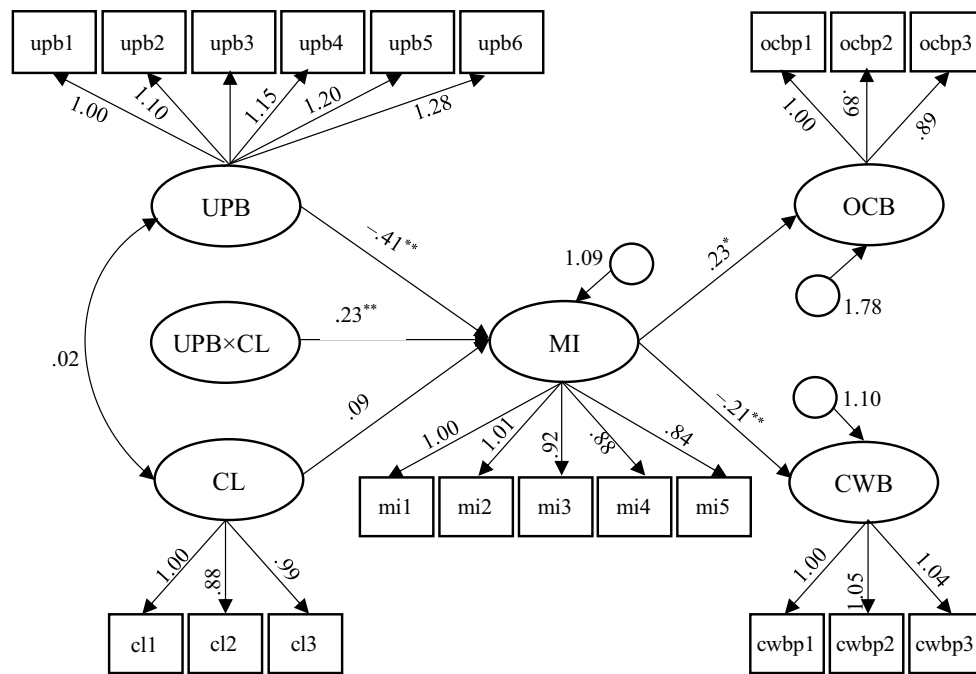 upb1 upb2 upb3 upb4 upb5 upb6
ocbp1 ocbp2 ocbp3
1.00 1.10 1.15 1.20 1.28
1.00 .89 .89
UPB
OCB
−.41**
.23*
1.09
1.78
UPB×CL
.23**
MI
.02
.09
−.21**
1.10
1.00 1.01 .92 .88 .84
CL
CWB
mi1 mi2 mi3 mi4 mi5
1.00 .88 .99
1.00 1.05 1.04
cl1 cl2 cl3
cwbp1 cwbp2 cwbp3